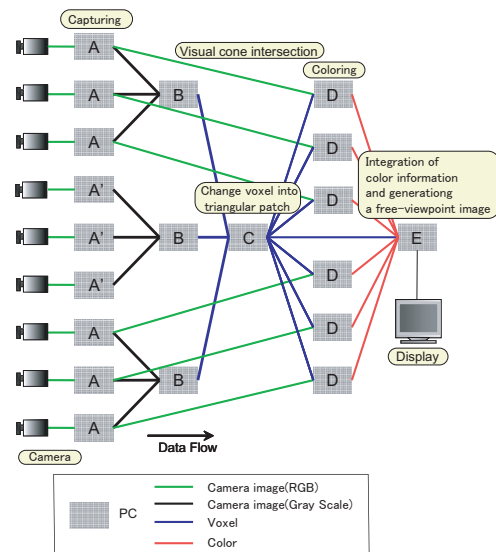 Capturing
Visual cone intersection
Coloring
A
A
B
D
A
D
Integration of
color information
and generationg
a free-viewpoint image
A'
Change voxel into
triangular patch
D
A'
B
C
E
A'
D
A
D
Display
A
B
D
A
Data Flow
Camera
PC
Camera image(RGB)
Camera image(Gray Scale)
Voxel
Color